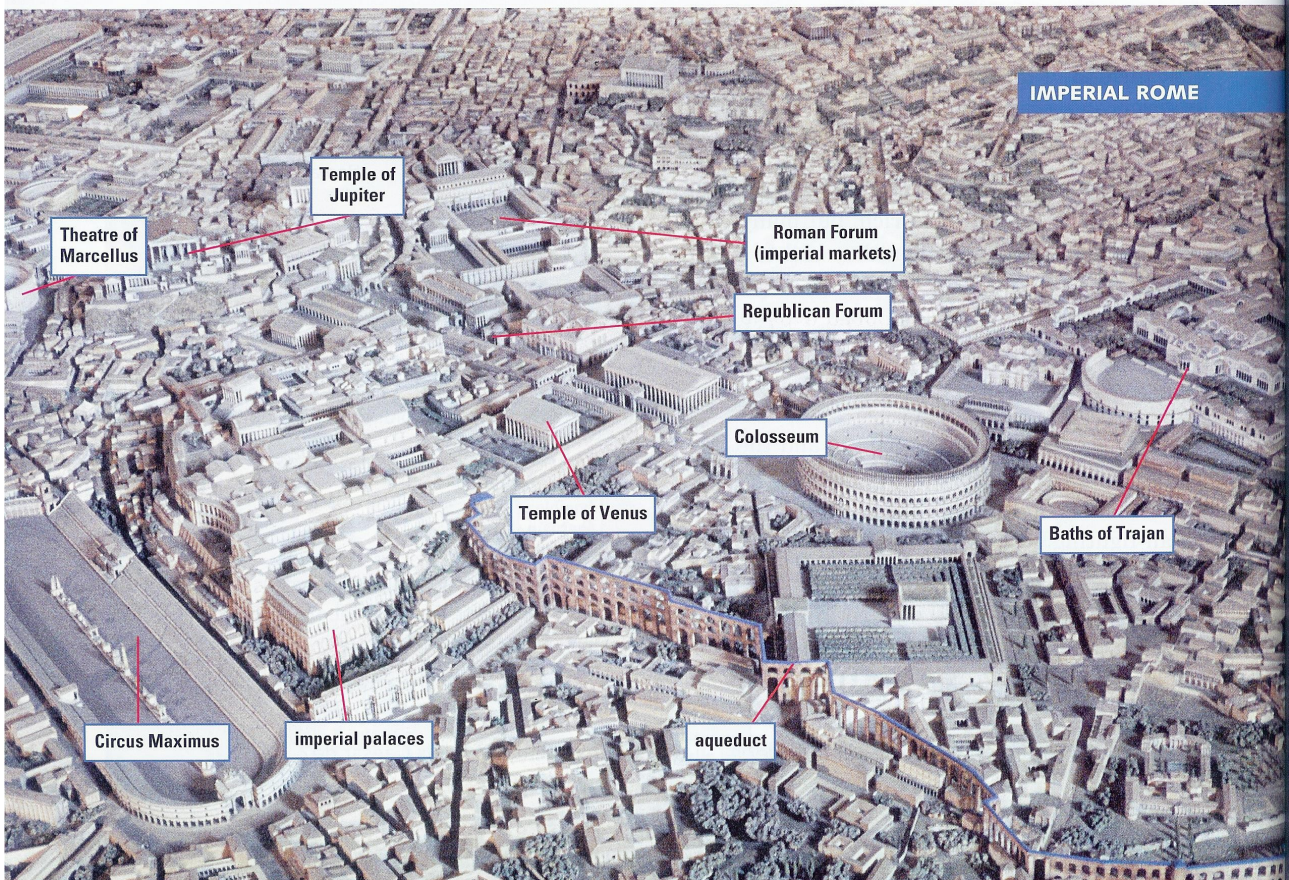 IMPERIAL ROME
Temple of
Jupiter
Theatre of
Marcellus
Roman Forum
(imperial markets)
Republican Forum
Colosseum
Temple of Venus
Baths of Trajan
Circus Maximus
imperial palaces
aqueduct